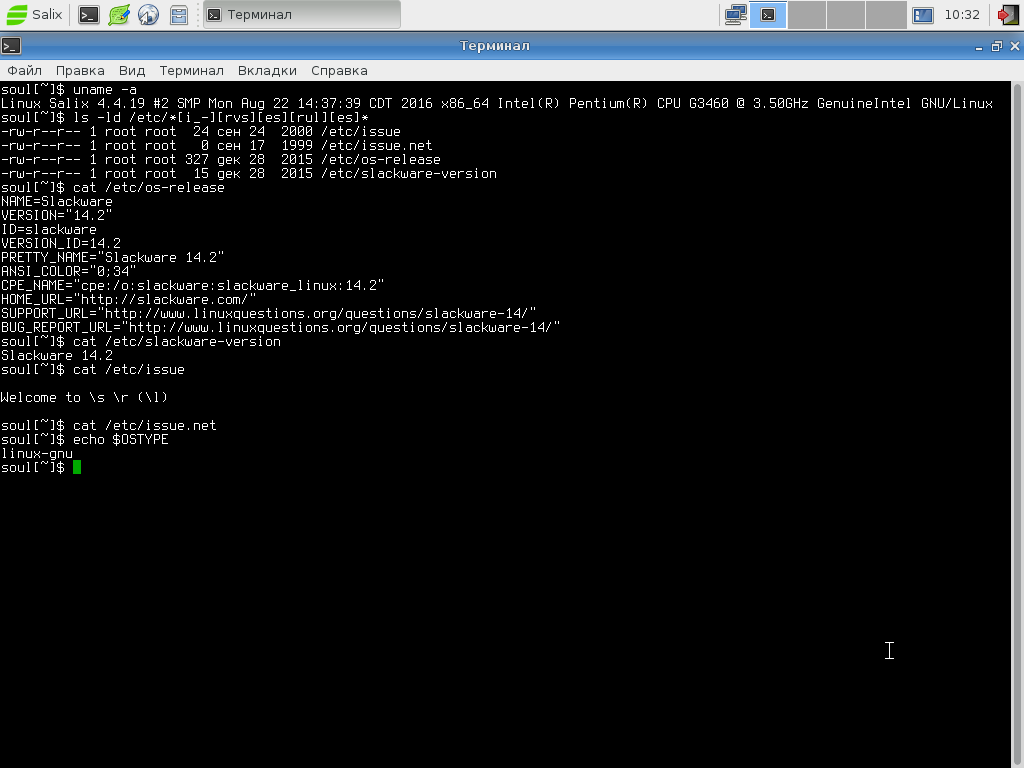 Salix
Терминал
10:32
Терминал
Файл Правка Вид Терминал Вкладки Справка
soul[~]$ uname -a
Linux Salix 4.4.19 #2 SMP Mon Aug 22 14:37:39 CDT 2016 x86_64 Intel(R) Pentium(R) CPU G3460 @ 3.50GHz GenuineIntel GNU/Linux
soul[~]$ ls -ld /etc/*[i_-][rvs][es][rul][es]*
-rw-r--r-- 1 root root  24 сен 24  2000 /etc/issue
-rw-r--r-- 1 root root   0 сен 17  1999 /etc/issue.net
-rw-r--r-- 1 root root 327 дек 28  2015 /etc/os-release
-rw-r--r-- 1 root root  15 дек 28  2015 /etc/slackware-version
soul[~]$ cat /etc/os-release
NAME=Slackware
VERSION="14.2"
ID=slackware
VERSION_ID=14.2
PRETTY_NAME="Slackware 14.2"
ANSI_COLOR="0;34"
CPE_NAME="cpe:/o:slackware:slackware_linux:14.2"
HOME_URL="http://slackware.com/"
SUPPORT_URL="http://www.linuxquestions.org/questions/slackware-14/"
BUG_REPORT_URL="http://www.linuxquestions.org/questions/slackware-14/"
soul[~]$ cat /etc/slackware-version
Slackware 14.2
soul[~]$ cat /etc/issue
Welcome to \s \r (\l)
soul[~]$ cat /etc/issue.net
soul[~]$ echo $OSTYPE
linux-gnu
soul[~]$